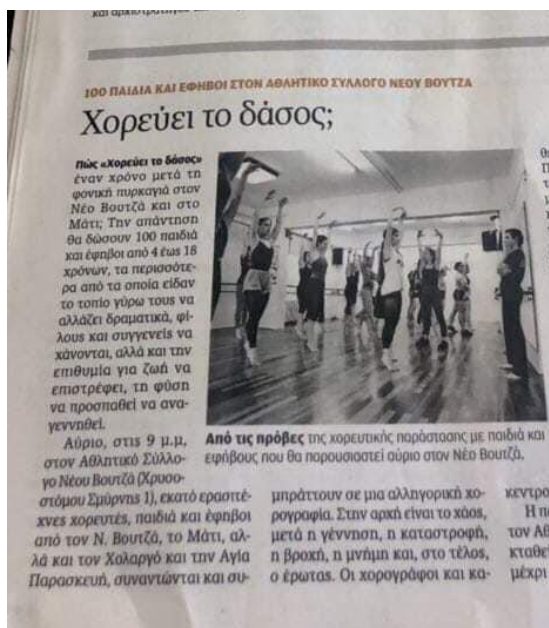 100 ΠΑΙΔΙΑ ΚΑΙ ΕΦΗΒΟΙ ΣΤΟΝ ΑΘΛΗΤΙΚΟ ΣΥΛΛΟΓΟ ΝΕΟΥ ΒΟΥΤΖΑ
Χορεύει το δάσος;
Πώς «Χορεύει το δάσος»
έναν χρόνο μετά τη
φονική πυρκαγιά στον
Νέο Βουτζά και στο
Μάτι; Την απάντηση
θα δώσουν 100 παιδιά
και έφηβοι από 4 έως 18
χρόνων, τα περισσότε-
ρα από τα οποία είδαν
το τοπίο γύρω τους να
αλλάζει δραματικά, φί-
λους και συγγενείς να
χάνονται, αλλά και την
επιθυμία για ζωή να
επιστρέφει, τη φύση
να προσπαθεί να ανα-
γεννηθεί.
Αύριο, στις 9 μ.μ,
στον Αθλητικό Σύλλο-
γο Νέου Βουτζά (Χρυσο-
στόμου Σμύρνης 1), εκατό ερασιτέ-
χνες χορευτές, παιδιά και έφηβοι
από τον Ν. Βουτζά, το Μάτι, αλ-
λά και τον Χολαργό και την Αγία
Παρασκευή, συναντώνται και συ-
Από τις πρόβες της χορευτικής παράστασης με παιδιά και
εφήβους που θα παρουσιαστεί αύριο στον Νέο Βουτζά.
μπράττουν σε μια αλληγορική χο-
ρογραφία. Στην αρχή είναι το χάος,
μετά η γέννηση, η καταστροφή,
η βροχή, η μνήμη και, στο τέλος,
ο έρωτας. Οι χορογράφοι και κα-
κεντρο
Η π
τον Αθ
κταθε
μέχρι